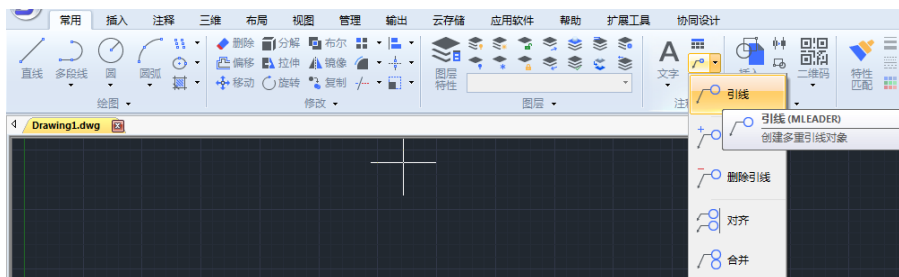 常用 插入 注释 三维 布局 视图 管理 输出 云存储 应用软件 帮助 扩展工具 协同设计
直线 多段线 圆 圆弧 删除 分解 布尔
偏移 拉伸 镜像
移动 旋转 复制
图层
特性
文字
二维码
特性
匹配
绘图 修改 图层
Drawing1.dwg
引线
引线 (MLEADER)
创建多重引线对象
删除引线
对齐
合并